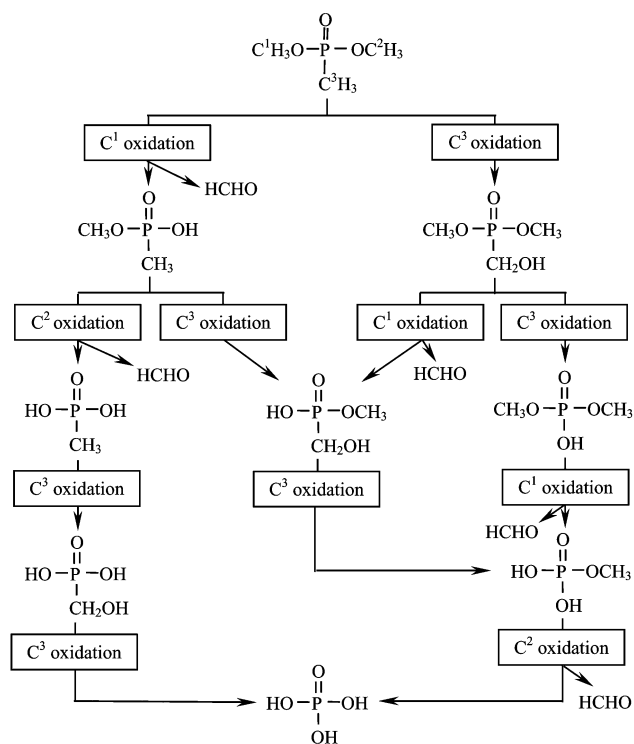 O
C¹H₃O–P–OC²H₃
C³H₃
C¹ oxidation
C³ oxidation
HCHO
O
CH₃O–P–OH
CH₃
O
CH₃O–P–OCH₃
CH₂OH
C² oxidation
C³ oxidation
C¹ oxidation
C³ oxidation
HCHO
HCHO
O
HO–P–OH
CH₃
O
HO–P–OCH₃
CH₂OH
O
CH₃O–P–OCH₃
OH
C³ oxidation
C³ oxidation
C¹ oxidation
HCHO
O
HO–P–OH
CH₂OH
O
HO–P–OCH₃
OH
C³ oxidation
C² oxidation
HCHO
O
HO–P–OH
OH